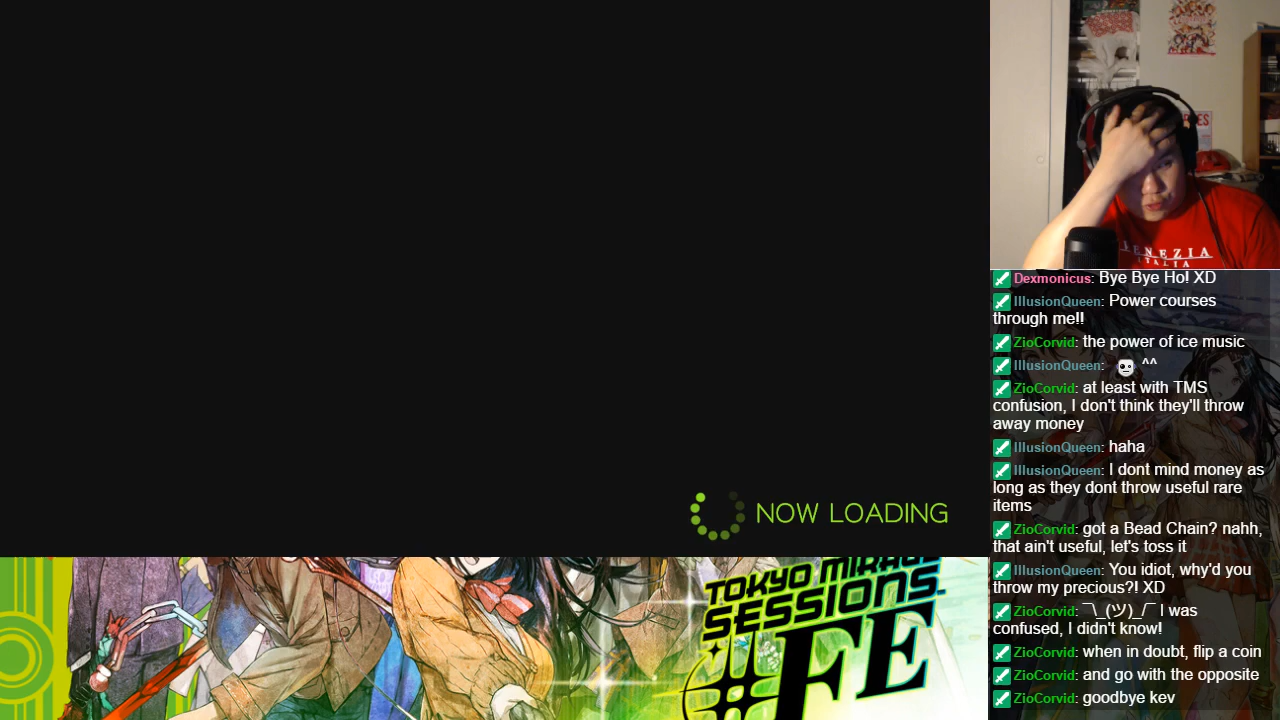 NOW LOADING
TOKYO MIRAGE
SESSIONS
#FE
VENEZIA
ITALIA
Dexmonicus: Bye Bye Ho! XD
IllusionQueen: Power courses
through me!!
ZioCorvid: the power of ice music
IllusionQueen: ^^
ZioCorvid: at least with TMS
confusion, I don't think they'll throw
away money
IllusionQueen: haha
IllusionQueen: I dont mind money as
long as they dont throw useful rare
items
ZioCorvid: got a Bead Chain? nahh,
that ain't useful, let's toss it
IllusionQueen: You idiot, why'd you
throw my precious?! XD
ZioCorvid: ¯\_(ツ)_/¯ I was
confused, I didn't know!
ZioCorvid: when in doubt, flip a coin
ZioCorvid: and go with the opposite
ZioCorvid: goodbye kev